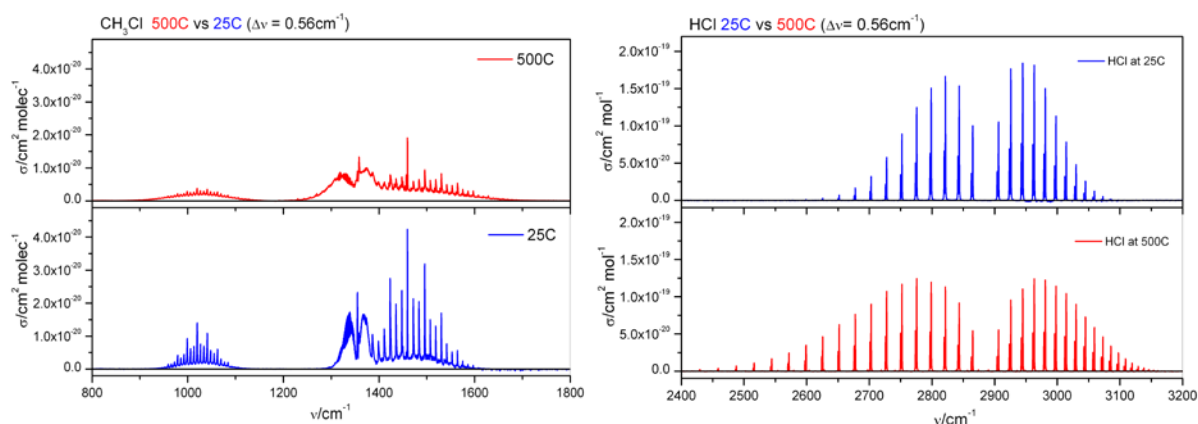 CH₃Cl 500C vs 25C (Δν = 0.56cm⁻¹)
σ/cm² molec⁻¹
4.0x10⁻²⁰
3.0x10⁻²⁰
2.0x10⁻²⁰
1.0x10⁻²⁰
0.0
500C
σ/cm² molec⁻¹
4.0x10⁻²⁰
3.0x10⁻²⁰
2.0x10⁻²⁰
1.0x10⁻²⁰
0.0
25C
800 1000 1200 1400 1600 1800
ν/cm⁻¹
HCl 25C vs 500C (Δν = 0.56cm⁻¹)
σ/cm² mol⁻¹
2.0x10⁻¹⁹
1.5x10⁻¹⁹
1.0x10⁻¹⁹
5.0x10⁻²⁰
0.0
HCl at 25C
σ/cm² mol⁻¹
2.0x10⁻¹⁹
1.5x10⁻¹⁹
1.0x10⁻¹⁹
5.0x10⁻²⁰
0.0
HCl at 500C
2400 2500 2600 2700 2800 2900 3000 3100 3200
ν/cm⁻¹